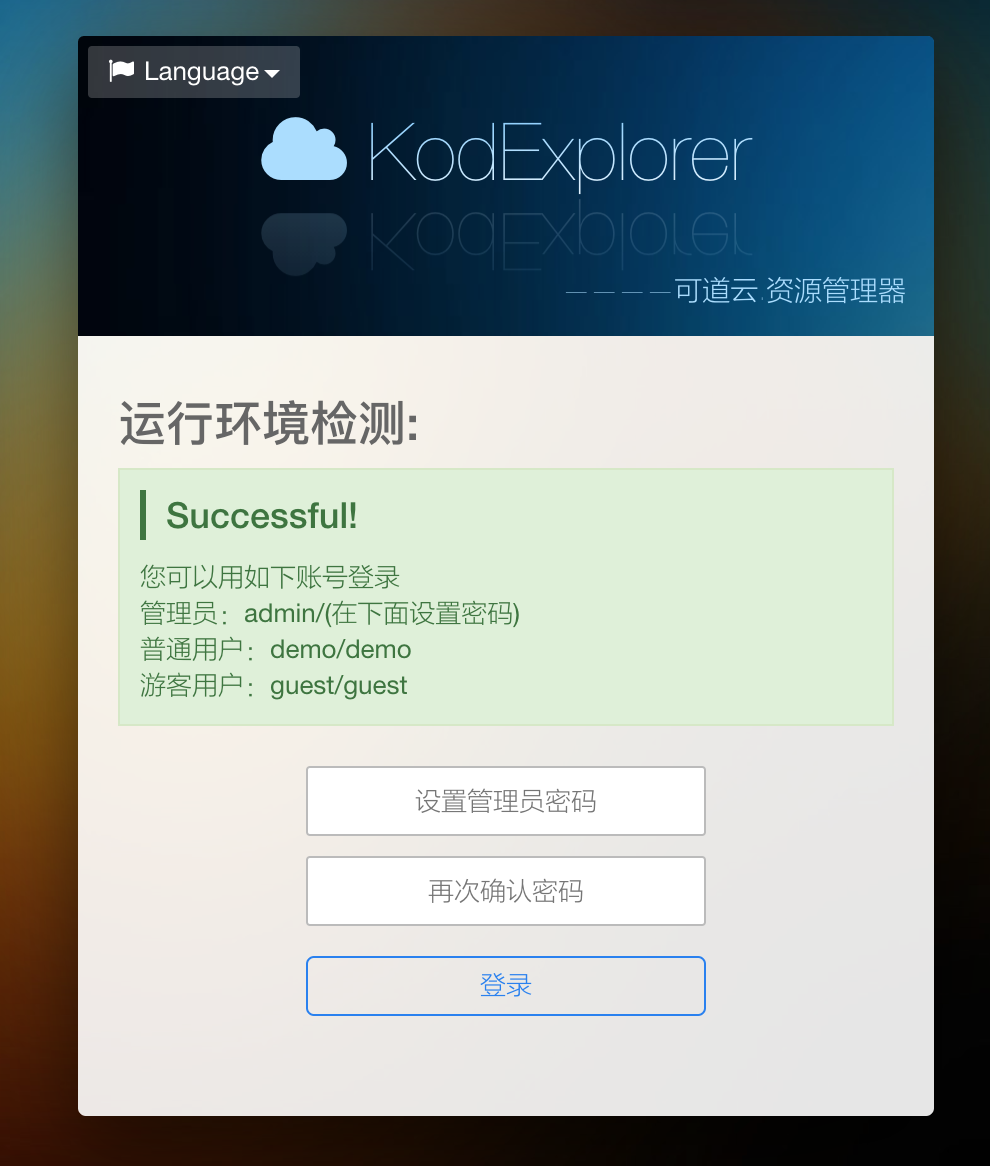 Language
KodExplorer
————可道云.资源管理器
运行环境检测:
Successful!
您可以用如下账号登录
管理员：admin/(在下面设置密码)
普通用户：demo/demo
游客用户：guest/guest
设置管理员密码
再次确认密码
登录